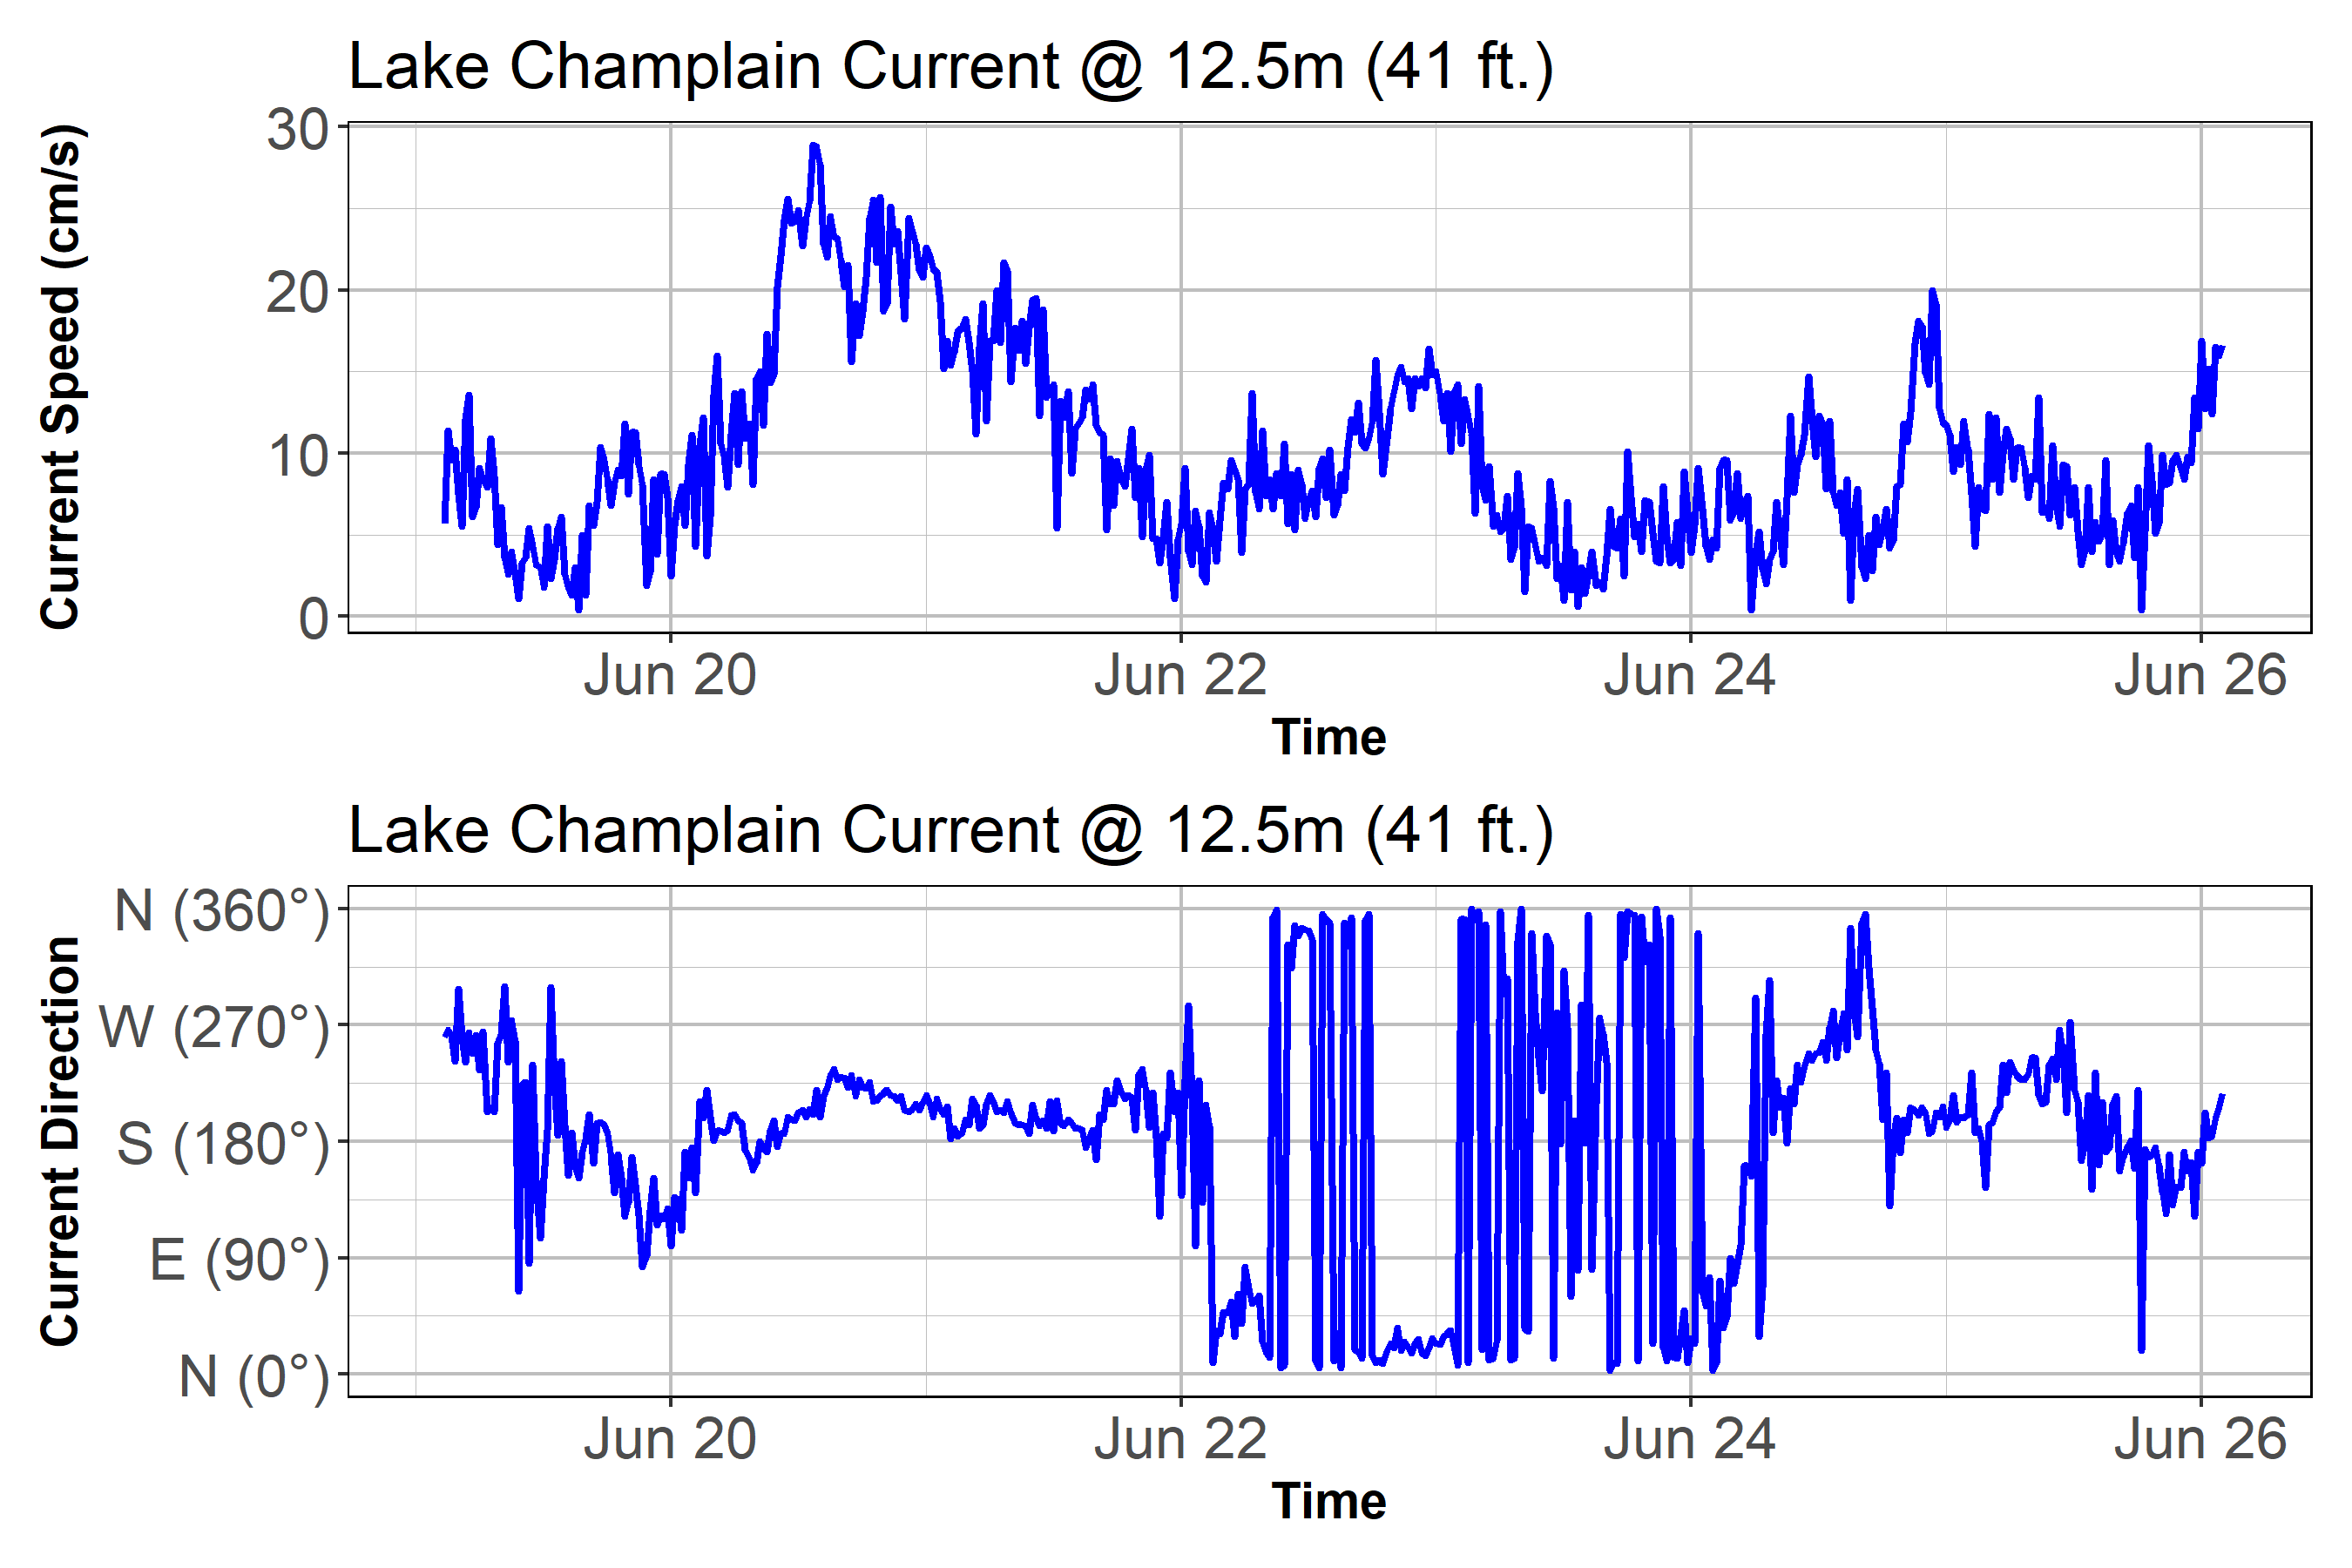 Lake Champlain Current @ 12.5m (41 ft.)
Current Speed (cm/s)
30
20
10
0
Jun 20 Jun 22 Jun 24 Jun 26
Time
Lake Champlain Current @ 12.5m (41 ft.)
Current Direction
N (360°)
W (270°)
S (180°)
E (90°)
N (0°)
Jun 20 Jun 22 Jun 24 Jun 26
Time